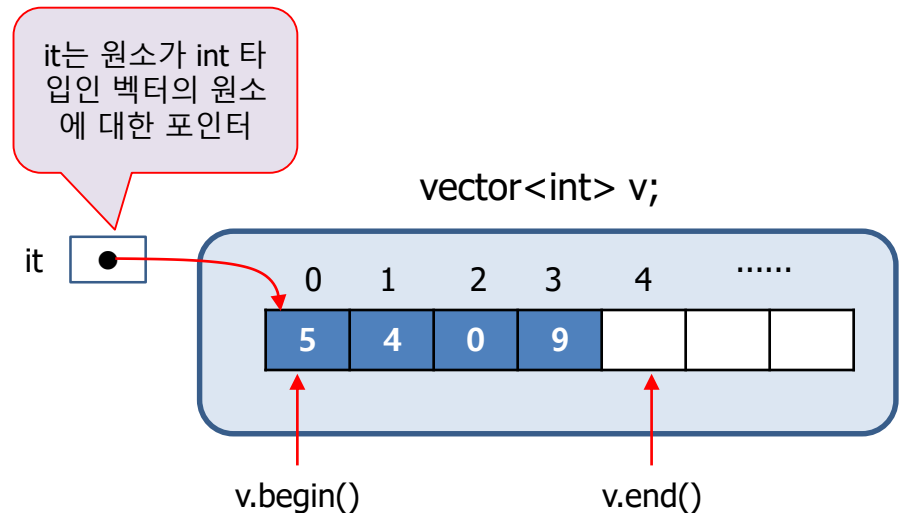 it는 원소가 int 타
입인 벡터의 원소
에 대한 포인터
vector<int> v;
it
0 1 2 3 4 ......
5 4 0 9
v.begin() v.end()